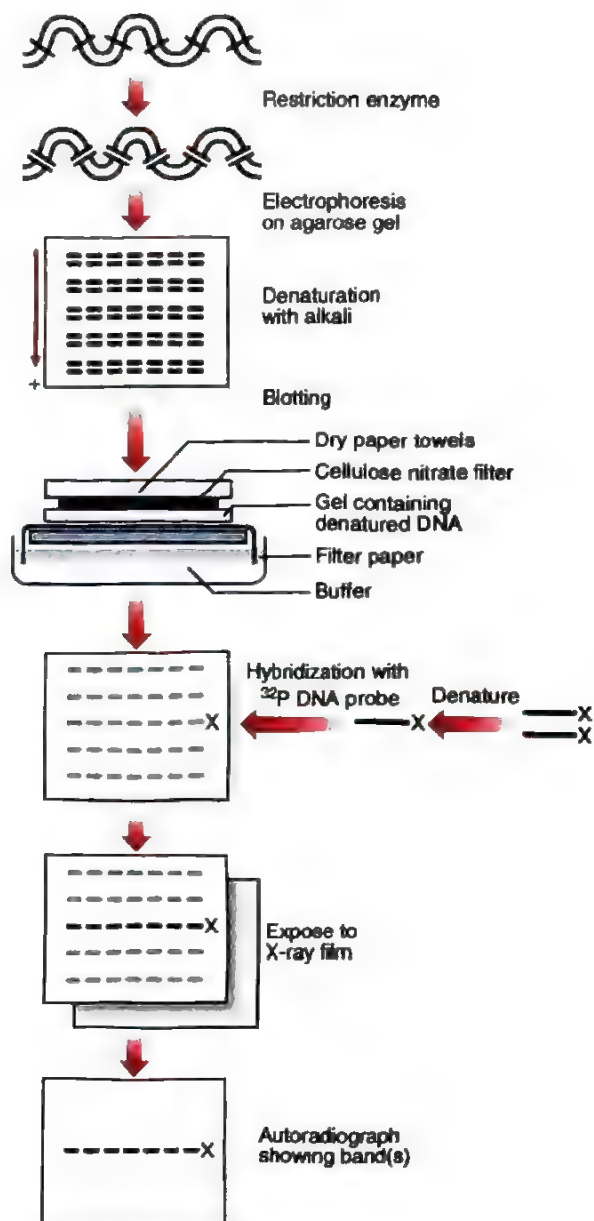 Restriction enzyme
Electrophoresis
on agarose gel
Denaturation
with alkali
+
Blotting
Dry paper towels
Cellulose nitrate filter
Gel containing
denatured DNA
Filter paper
Buffer
Hybridization with
³²P DNA probe
Denature
X
X
X
X
Expose to
X-ray film
X
Autoradiograph
showing band(s)
X